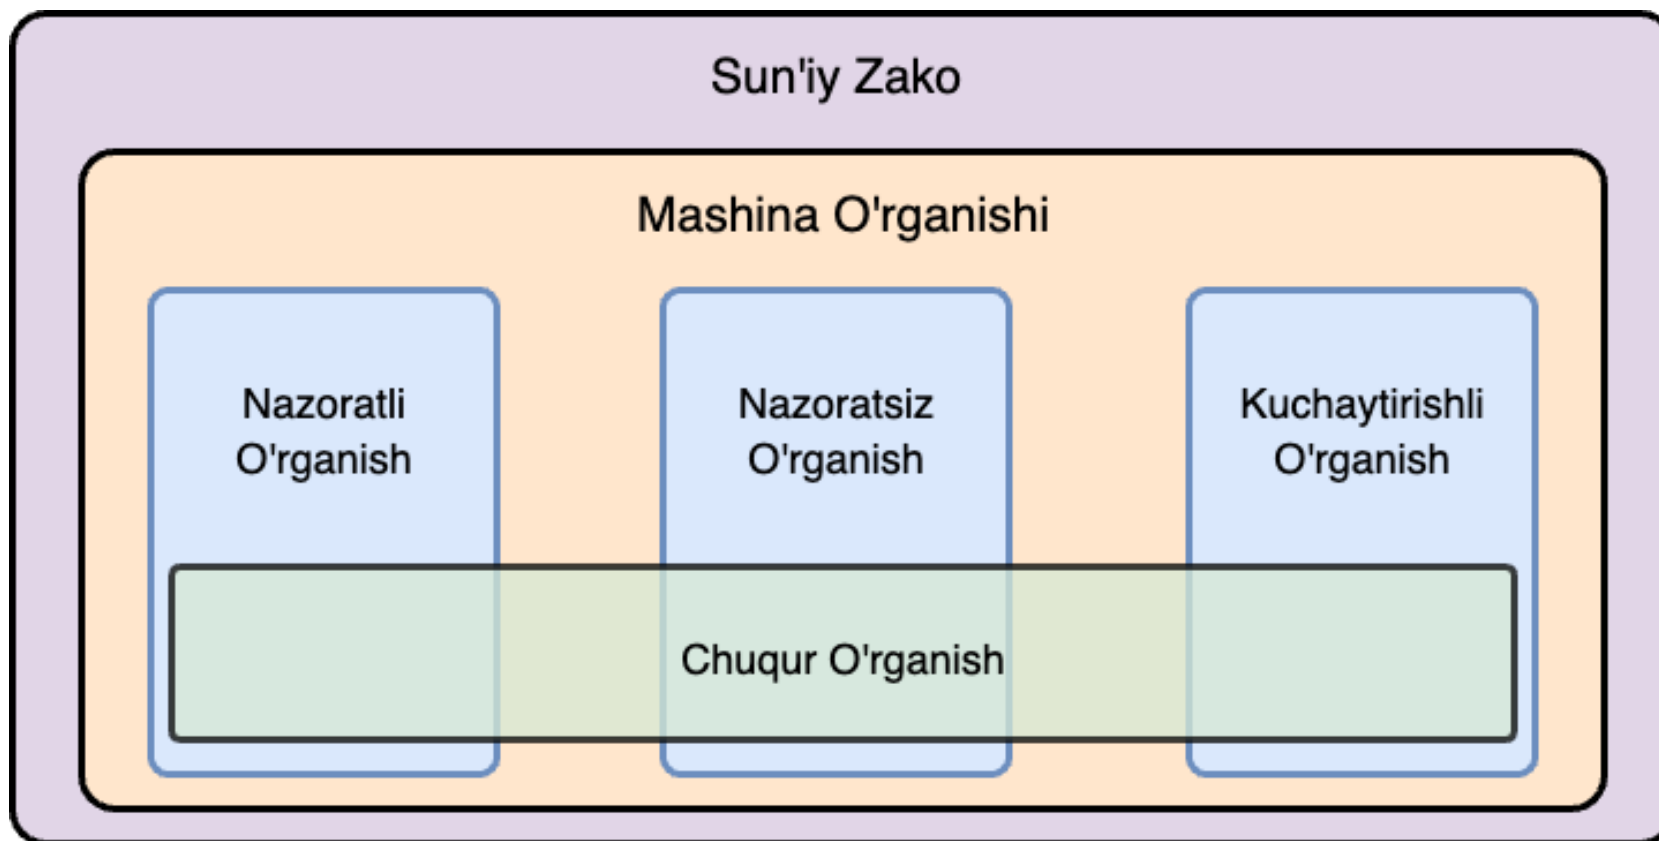 Sun'iy Zako
Mashina O'rganishi
Nazoratli
O'rganish
Nazoratsiz
O'rganish
Kuchaytirishli
O'rganish
Chuqur O'rganish